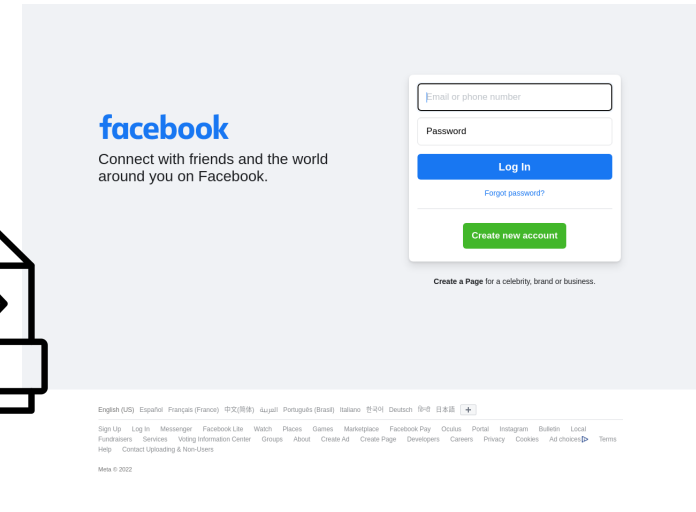 facebook
Connect with friends and the world
around you on Facebook.
Email or phone number
Password
Log In
Forgot password?
Create new account
Create a Page for a celebrity, brand or business.
English (US) Español Français (France) 中文(简体) العربية Português (Brasil) Italiano 한국어 Deutsch हिन्दी 日本語 +
Sign Up Log In Messenger Facebook Lite Watch Places Games Marketplace Facebook Pay Oculus Portal Instagram Bulletin Local
Fundraisers Services Voting Information Center Groups About Create Ad Create Page Developers Careers Privacy Cookies Ad choices Terms
Help Contact Uploading & Non-Users
Meta © 2022